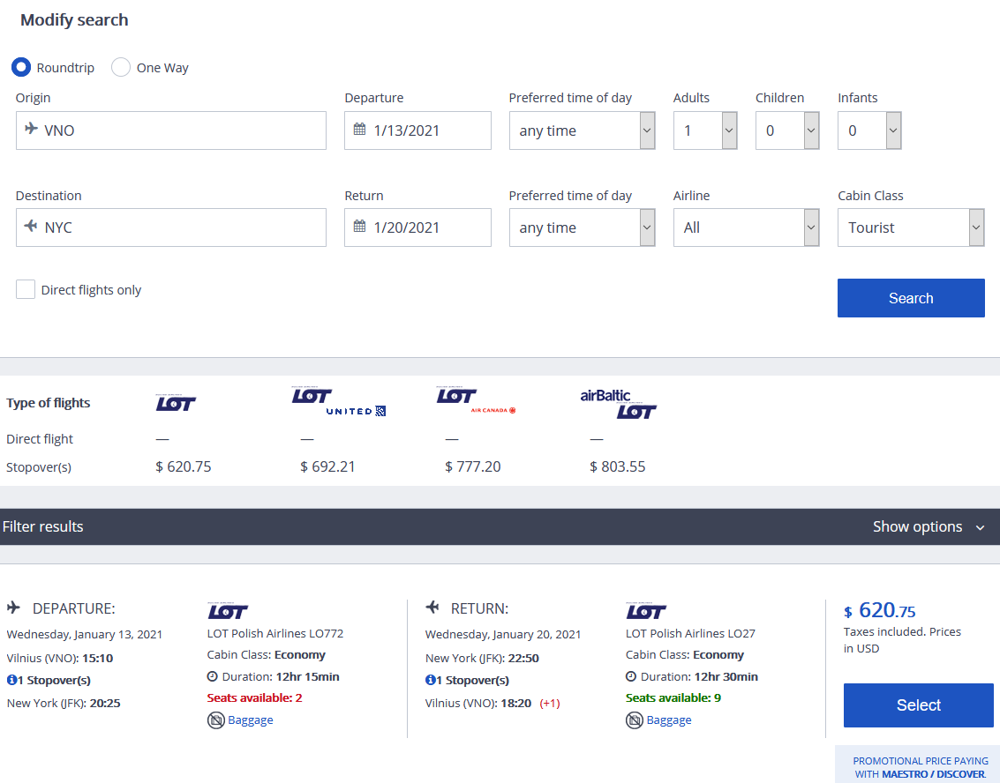 Modify search
Roundtrip One Way
Origin Departure Preferred time of day Adults Children Infants
VNO 1/13/2021 any time 1 0 0
Destination Return Preferred time of day Airline Cabin Class
NYC 1/20/2021 any time All Tourist
Direct flights only
Search
Type of flights LOT LOT UNITED LOT AIR CANADA airBaltic LOT
Direct flight — — — —
Stopover(s) $ 620.75 $ 692.21 $ 777.20 $ 803.55
Filter results Show options
DEPARTURE:
Wednesday, January 13, 2021
Vilnius (VNO): 15:10
1 Stopover(s)
New York (JFK): 20:25
LOT
LOT Polish Airlines LO772
Cabin Class: Economy
Duration: 12hr 15min
Seats available: 2
Baggage
RETURN:
Wednesday, January 20, 2021
New York (JFK): 22:50
1 Stopover(s)
Vilnius (VNO): 18:20 (+1)
LOT
LOT Polish Airlines LO27
Cabin Class: Economy
Duration: 12hr 30min
Seats available: 9
Baggage
$ 620.75
Taxes included. Prices
in USD
Select
PROMOTIONAL PRICE PAYING
WITH MAESTRO / DISCOVER.